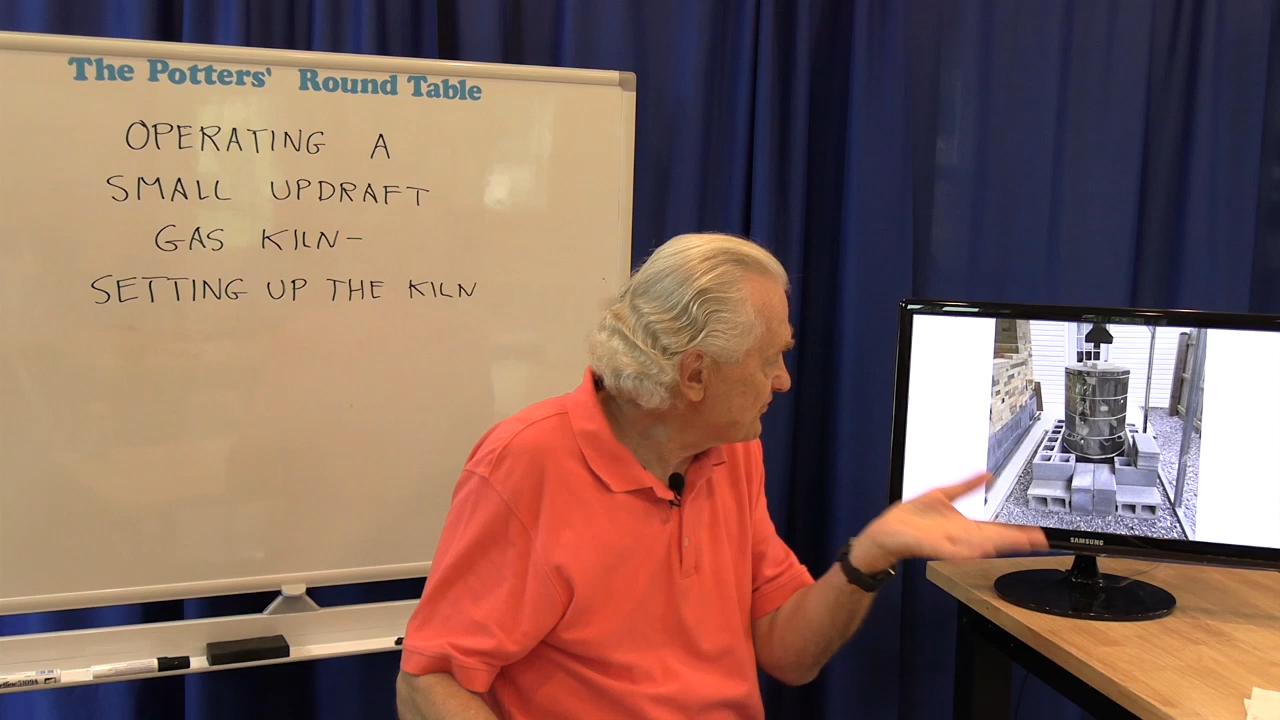 The Potters' Round Table
OPERATING A
SMALL UPDRAFT
GAS KILN-
SETTING UP THE KILN
SAMSUNG